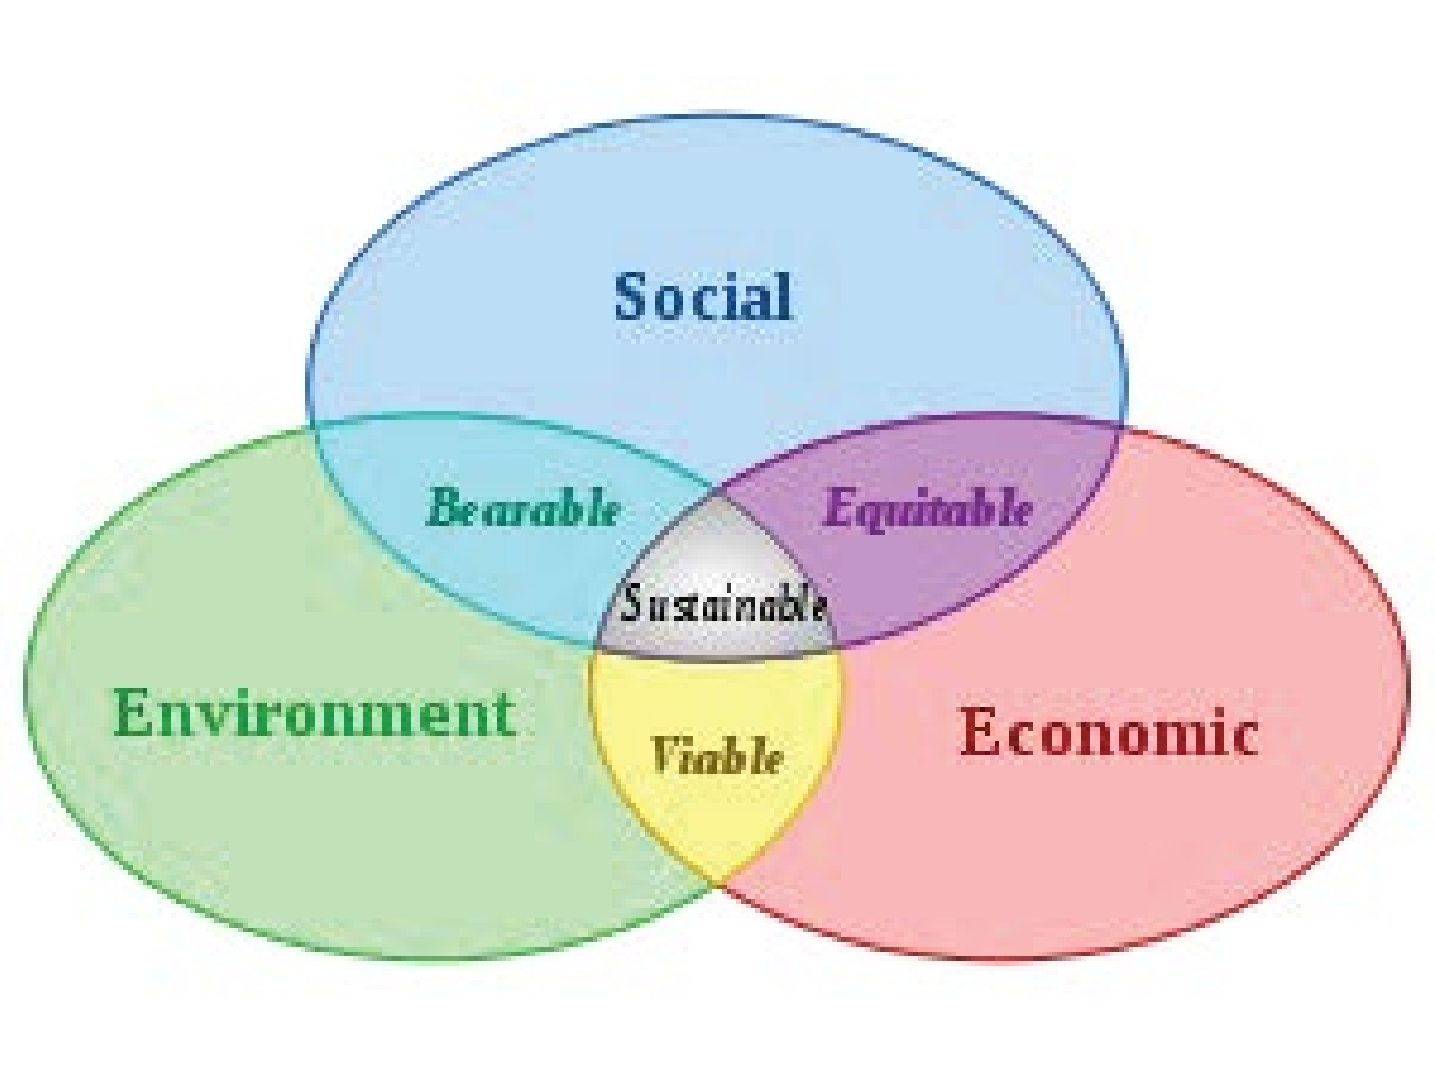 Social
Bearable
Equitable
Sustainable
Environment
Economic
Viable